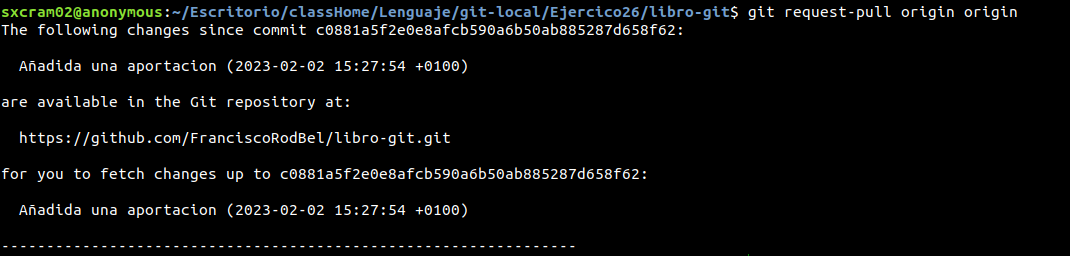 sxcram02@anonymous:~/Escritorio/classHome/Lenguaje/git-local/Ejercico26/libro-git$ git request-pull origin origin
The following changes since commit c0881a5f2e0e8afcb590a6b50ab885287d658f62:
Añadida una aportacion (2023-02-02 15:27:54 +0100)
are available in the Git repository at:
https://github.com/FranciscoRodBel/libro-git.git
for you to fetch changes up to c0881a5f2e0e8afcb590a6b50ab885287d658f62:
Añadida una aportacion (2023-02-02 15:27:54 +0100)
----------------------------------------------------------------